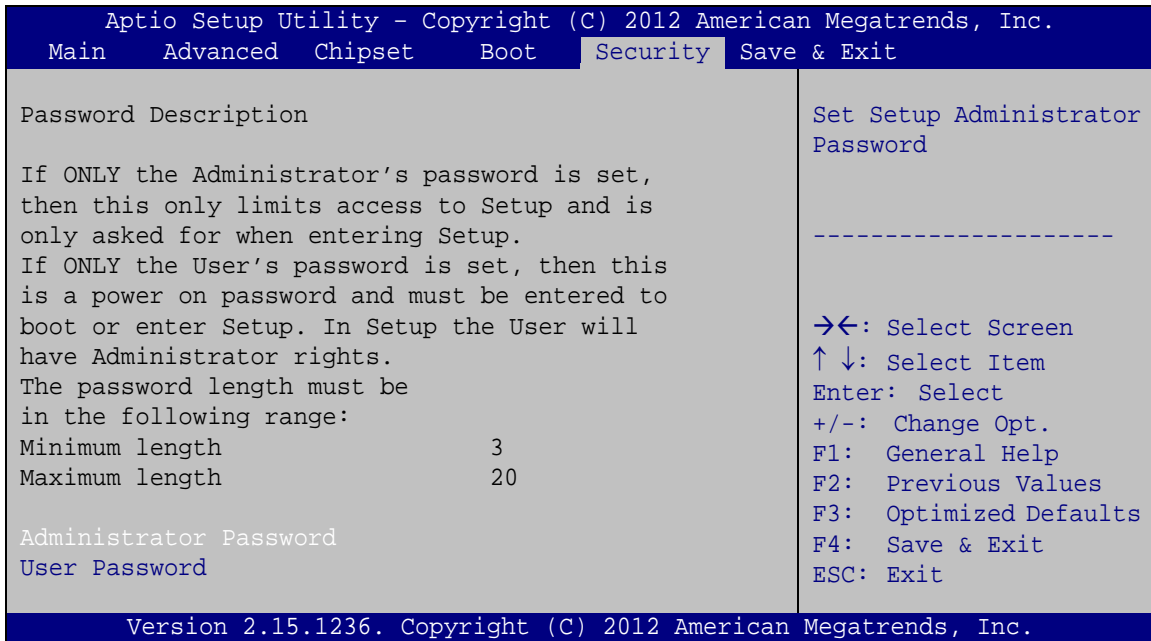 Aptio Setup Utility – Copyright (C) 2012 American Megatrends, Inc.
Main Advanced Chipset Boot Security Save & Exit
Password Description
If ONLY the Administrator’s password is set,
then this only limits access to Setup and is
only asked for when entering Setup.
If ONLY the User’s password is set, then this
is a power on password and must be entered to
boot or enter Setup. In Setup the User will
have Administrator rights.
The password length must be
in the following range:
Minimum length 3
Maximum length 20
Administrator Password
User Password
Set Setup Administrator
Password
---------------------
→←: Select Screen
↑ ↓: Select Item
Enter: Select
+/-: Change Opt.
F1: General Help
F2: Previous Values
F3: Optimized Defaults
F4: Save & Exit
ESC: Exit
Version 2.15.1236. Copyright (C) 2012 American Megatrends, Inc.